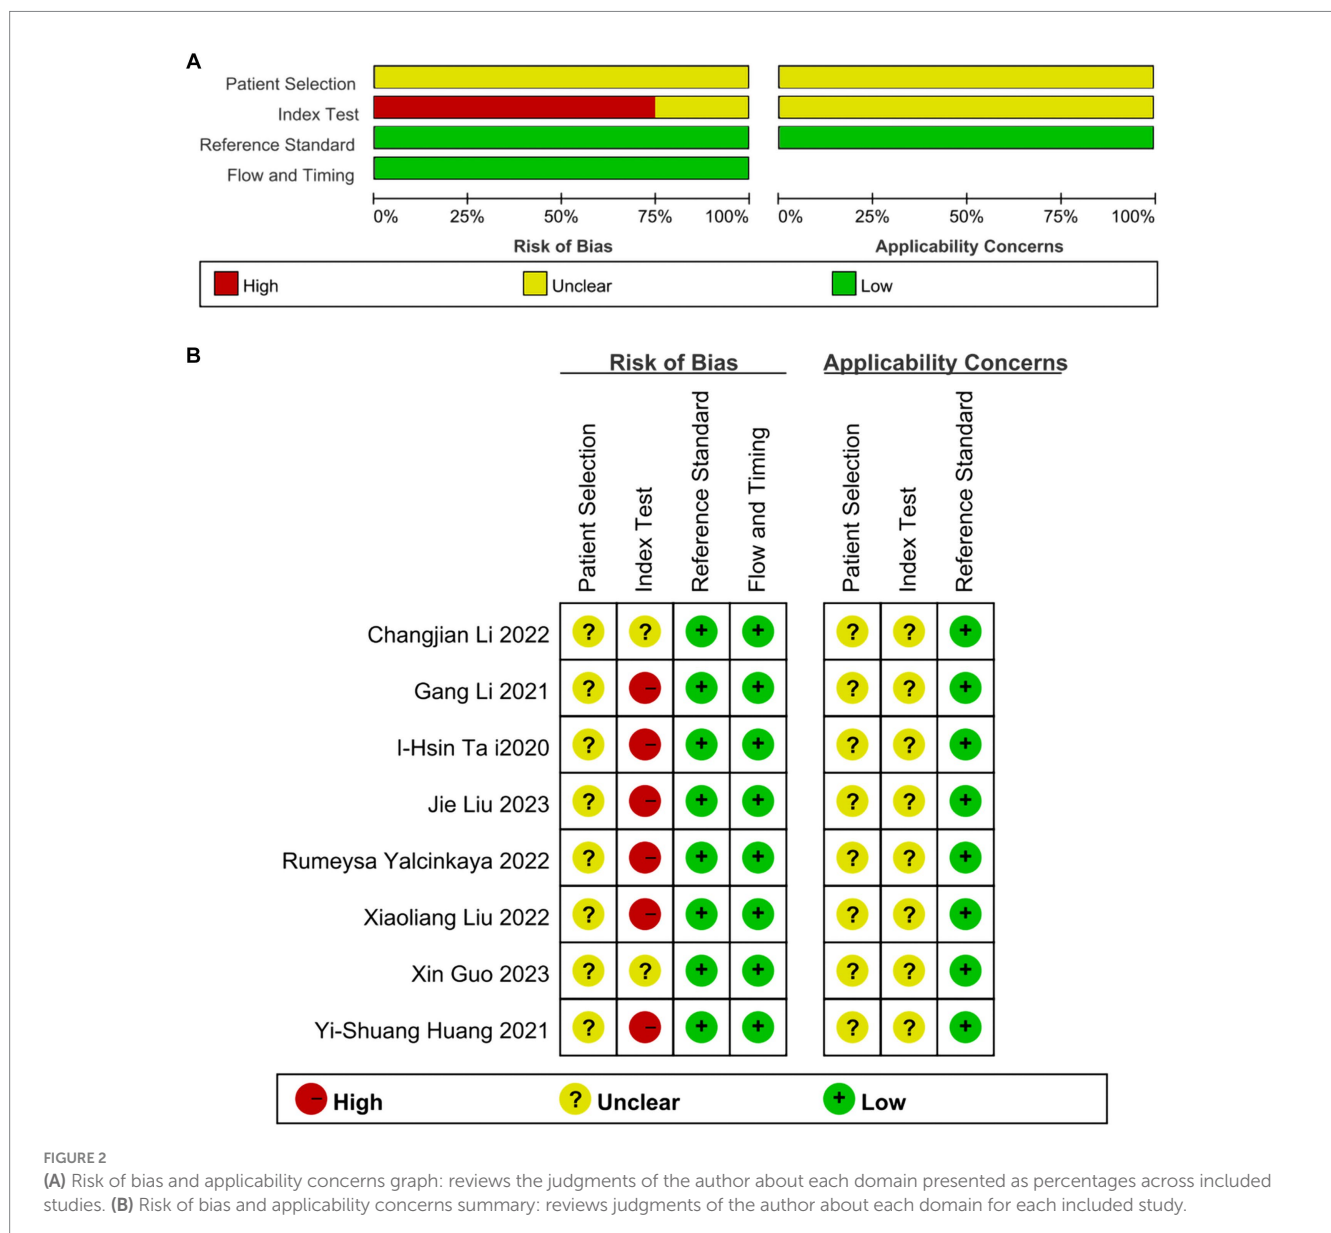 A
Patient Selection
Index Test
Reference Standard
Flow and Timing
0% 25% 50% 75% 100% 0% 25% 50% 75% 100%
Risk of Bias Applicability Concerns
High Unclear Low
B
Risk of Bias Applicability Concerns
Patient Selection
Index Test
Reference Standard
Flow and Timing
Patient Selection
Index Test
Reference Standard
Changjian Li 2022 ? ? + + ? ? +
Gang Li 2021 ? – + + ? ? +
I-Hsin Ta i2020 ? – + + ? ? +
Jie Liu 2023 ? – + + ? ? +
Rumeysa Yalcinkaya 2022 ? – + + ? ? +
Xiaoliang Liu 2022 ? – + + ? ? +
Xin Guo 2023 ? ? + + ? ? +
Yi-Shuang Huang 2021 ? – + + ? ? +
– High ? Unclear + Low
FIGURE 2
(A) Risk of bias and applicability concerns graph: reviews the judgments of the author about each domain presented as percentages across included
studies. (B) Risk of bias and applicability concerns summary: reviews judgments of the author about each domain for each included study.